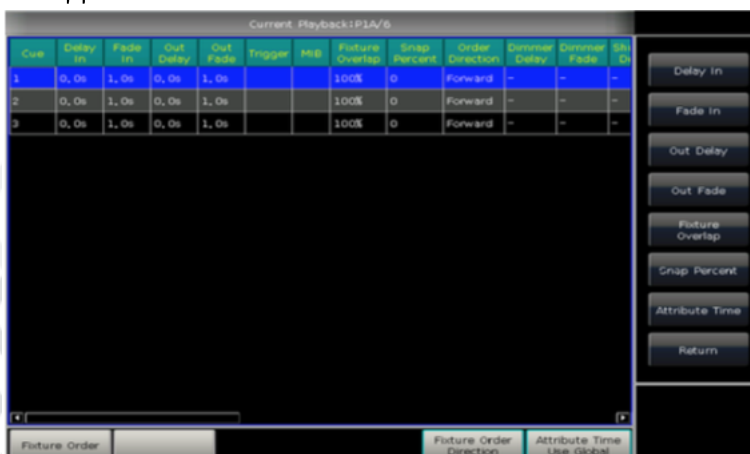 Current Playback:P1A/6
Cue Delay In Fade In Out Delay Out Fade Trigger MIB Fixture Overlap Snap Percent Order Direction Dimmer Delay Dimmer Fade
1 0.0s 1.0s 0.0s 1.0s 100% 0 Forward - - -
2 0.0s 1.0s 0.0s 1.0s 100% 0 Forward - - -
3 0.0s 1.0s 0.0s 1.0s 100% 0 Forward - - -
Delay In
Fade In
Out Delay
Out Fade
Fixture
Overlap
Snap Percent
Attribute Time
Return
Fixture Order
Fixture Order
Direction
Attribute Time
Use Global